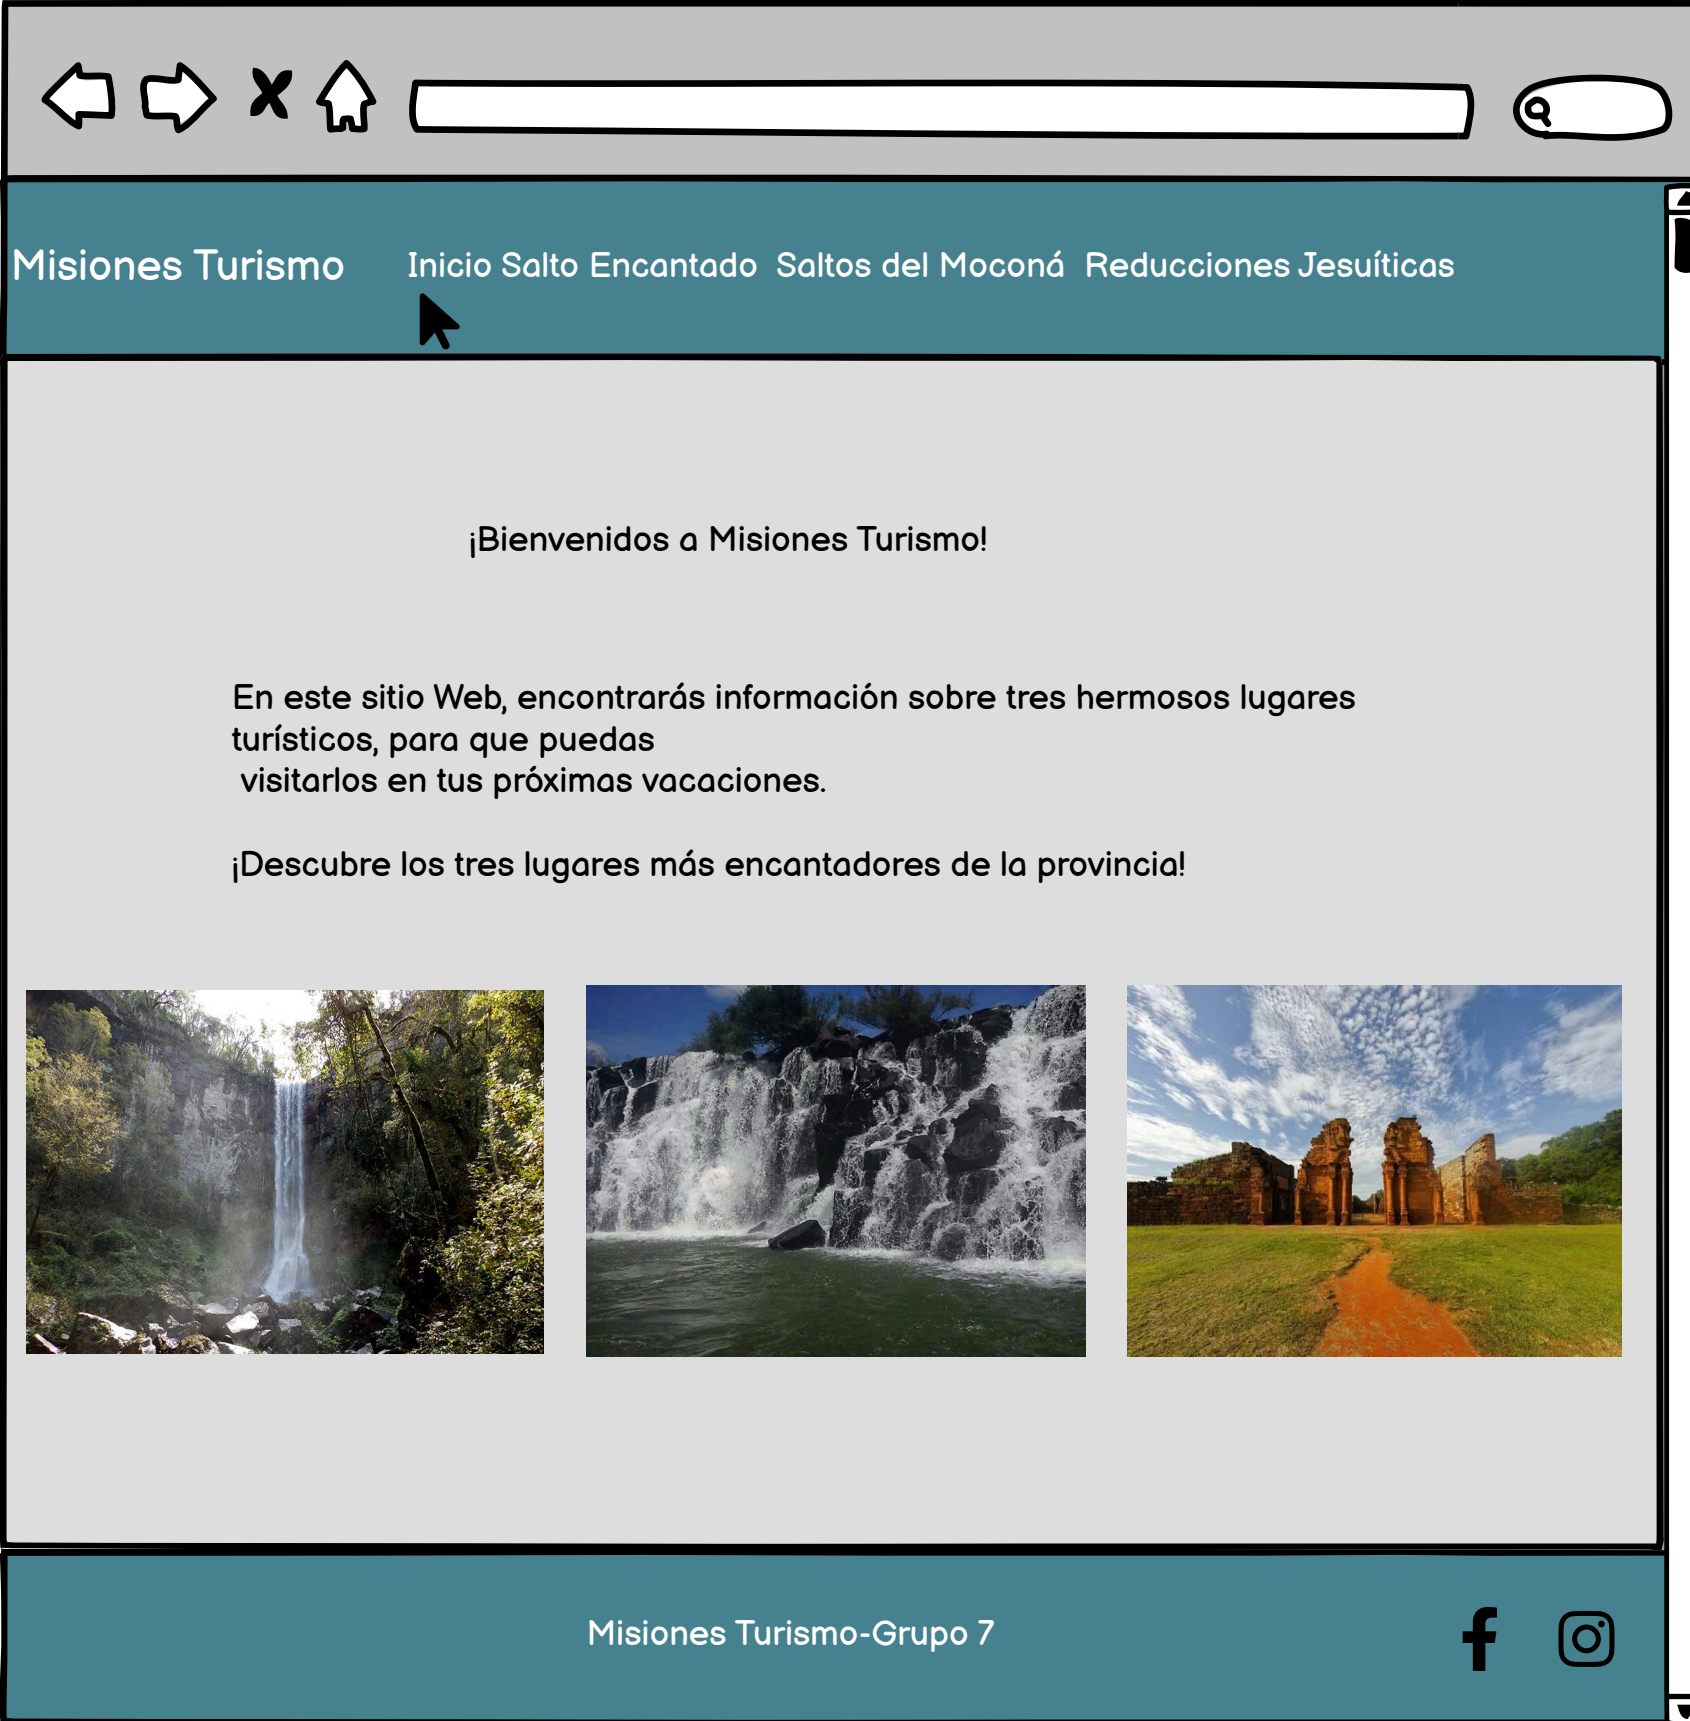 Misiones Turismo
Inicio Salto Encantado Saltos del Moconá Reducciones Jesuíticas
¡Bienvenidos a Misiones Turismo!
En este sitio Web, encontrarás información sobre tres hermosos lugares
turísticos, para que puedas
visitarlos en tus próximas vacaciones.
¡Descubre los tres lugares más encantadores de la provincia!
Misiones Turismo-Grupo 7